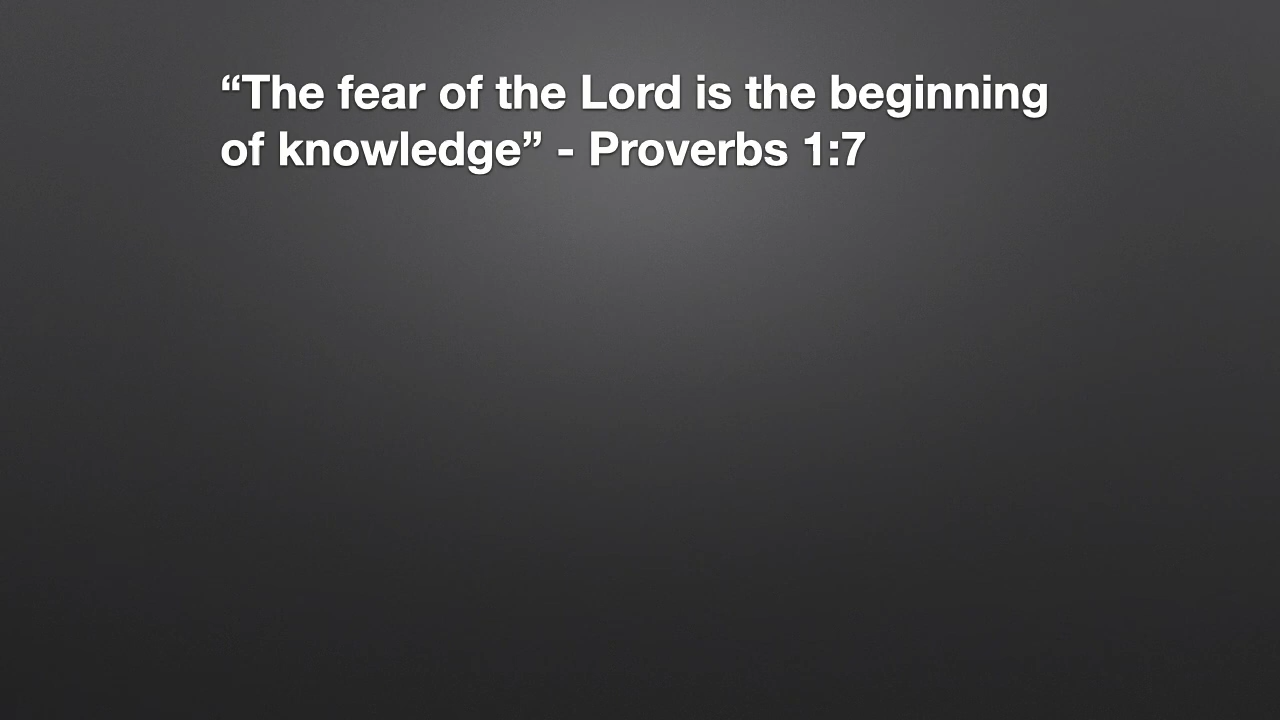 “The fear of the Lord is the beginning
of knowledge” - Proverbs 1:7